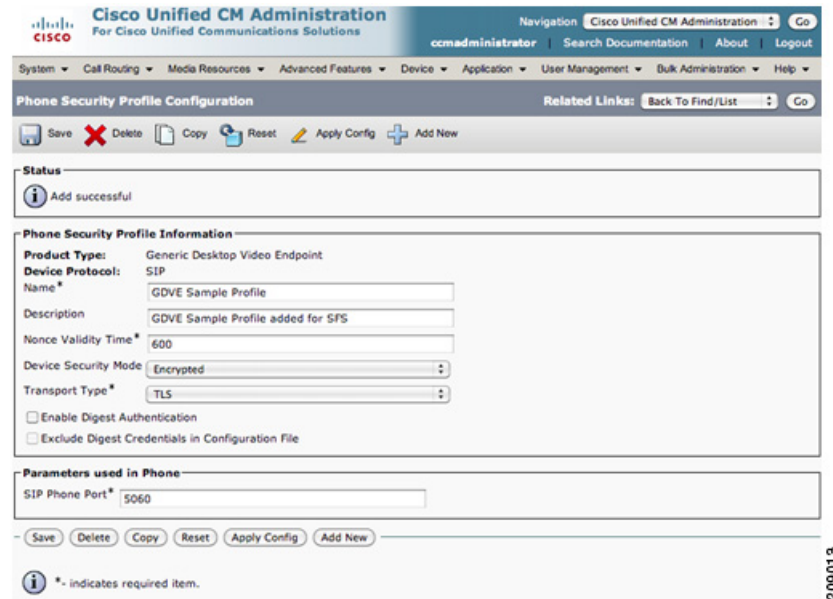 Cisco Unified CM Administration
For Cisco Unified Communications Solutions
CISCO
Navigation Cisco Unified CM Administration Go
ccmadministrator | Search Documentation | About | Logout
System Call Routing Media Resources Advanced Features Device Application User Management Bulk Administration Help
Phone Security Profile Configuration
Related Links: Back To Find/List Go
Save Delete Copy Reset Apply Config Add New
Status
i Add successful
Phone Security Profile Information
Product Type: Generic Desktop Video Endpoint
Device Protocol: SIP
Name* GDVE Sample Profile
Description GDVE Sample Profile added for SFS
Nonce Validity Time* 600
Device Security Mode Encrypted
Transport Type* TLS
Enable Digest Authentication
Exclude Digest Credentials in Configuration File
Parameters used in Phone
SIP Phone Port* 5060
Save Delete Copy Reset Apply Config Add New
i *- indicates required item.